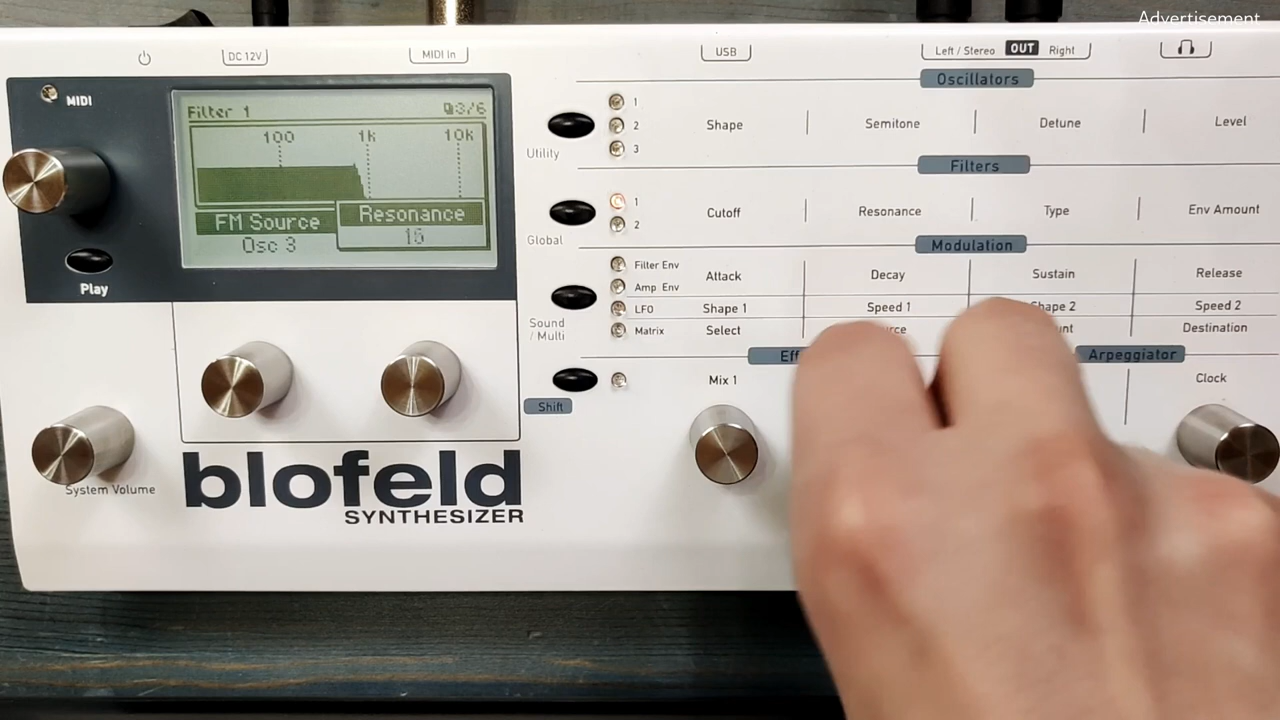 Advertisement
DC 12V
MIDI In
USB
Left / Stereo OUT Right
MIDI
Filter 1
3/6
100 1k 10k
FM Source
Resonance
Osc 3
15
Play
System Volume
blofeld
SYNTHESIZER
Oscillators
1
2
3
Shape Semitone Detune Level
Utility
Filters
1
2
Cutoff Resonance Type Env Amount
Global
Modulation
Filter Env
Amp Env
Attack Decay Sustain Release
LFO Shape 1 Speed 1 Shape 2 Speed 2
Sound
/ Multi
Matrix Select Destination
Arpeggiator
Mix 1 Clock
Shift